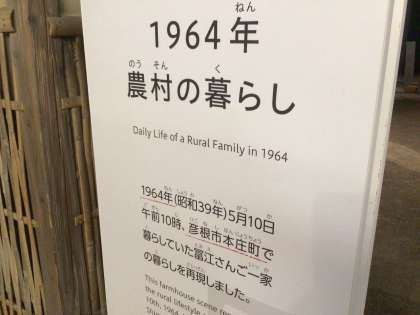 1964年
農村の暮らし
Daily Life of a Rural Family in 1964
1964年(昭和39年)5月10日
午前10時、彦根市本庄町で
暮らしていた冨江さんご一家
の暮らしを再現しました。
This farmhouse scene
the rural lifestyle
10th, 1964